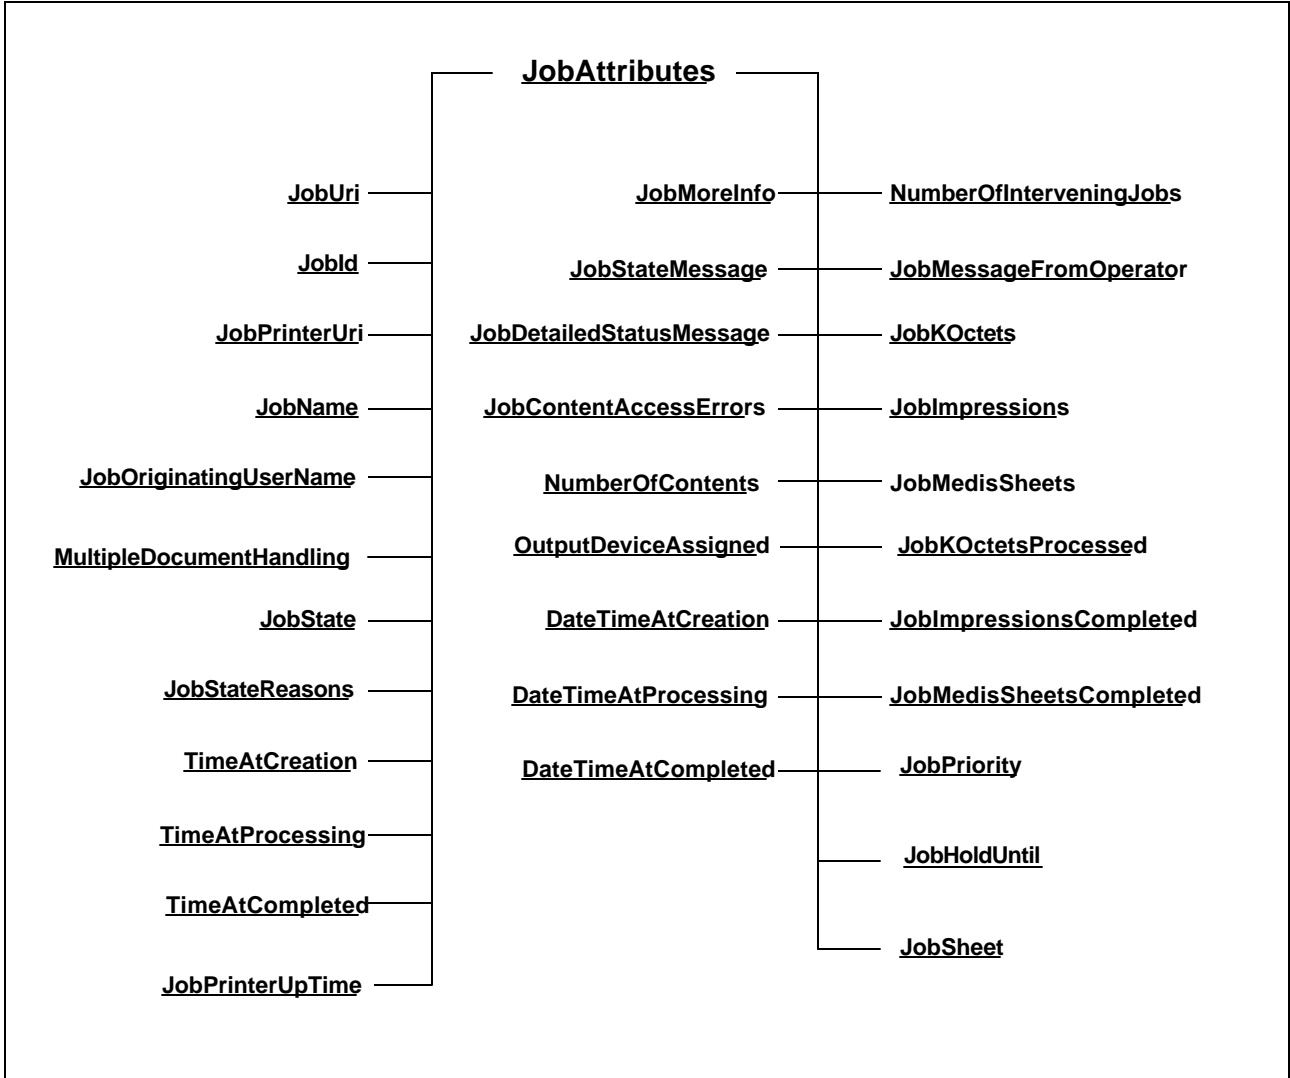 JobAttributes
JobUri
JobId
JobPrinterUri
JobName
JobOriginatingUserName
MultipleDocumentHandling
JobState
JobStateReasons
TimeAtCreation
TimeAtProcessing
TimeAtCompleted
JobPrinterUpTime
JobMoreInfo
JobStateMessage
JobDetailedStatusMessage
JobContentAccessErrors
NumberOfContents
OutputDeviceAssigned
DateTimeAtCreation
DateTimeAtProcessing
DateTimeAtCompleted
NumberOfInterveningJobs
JobMessageFromOperator
JobKOctets
JobImpressions
JobMedisSheets
JobKOctetsProcessed
JobImpressionsCompleted
JobMedisSheetsCompleted
JobPriority
JobHoldUntil
JobSheet